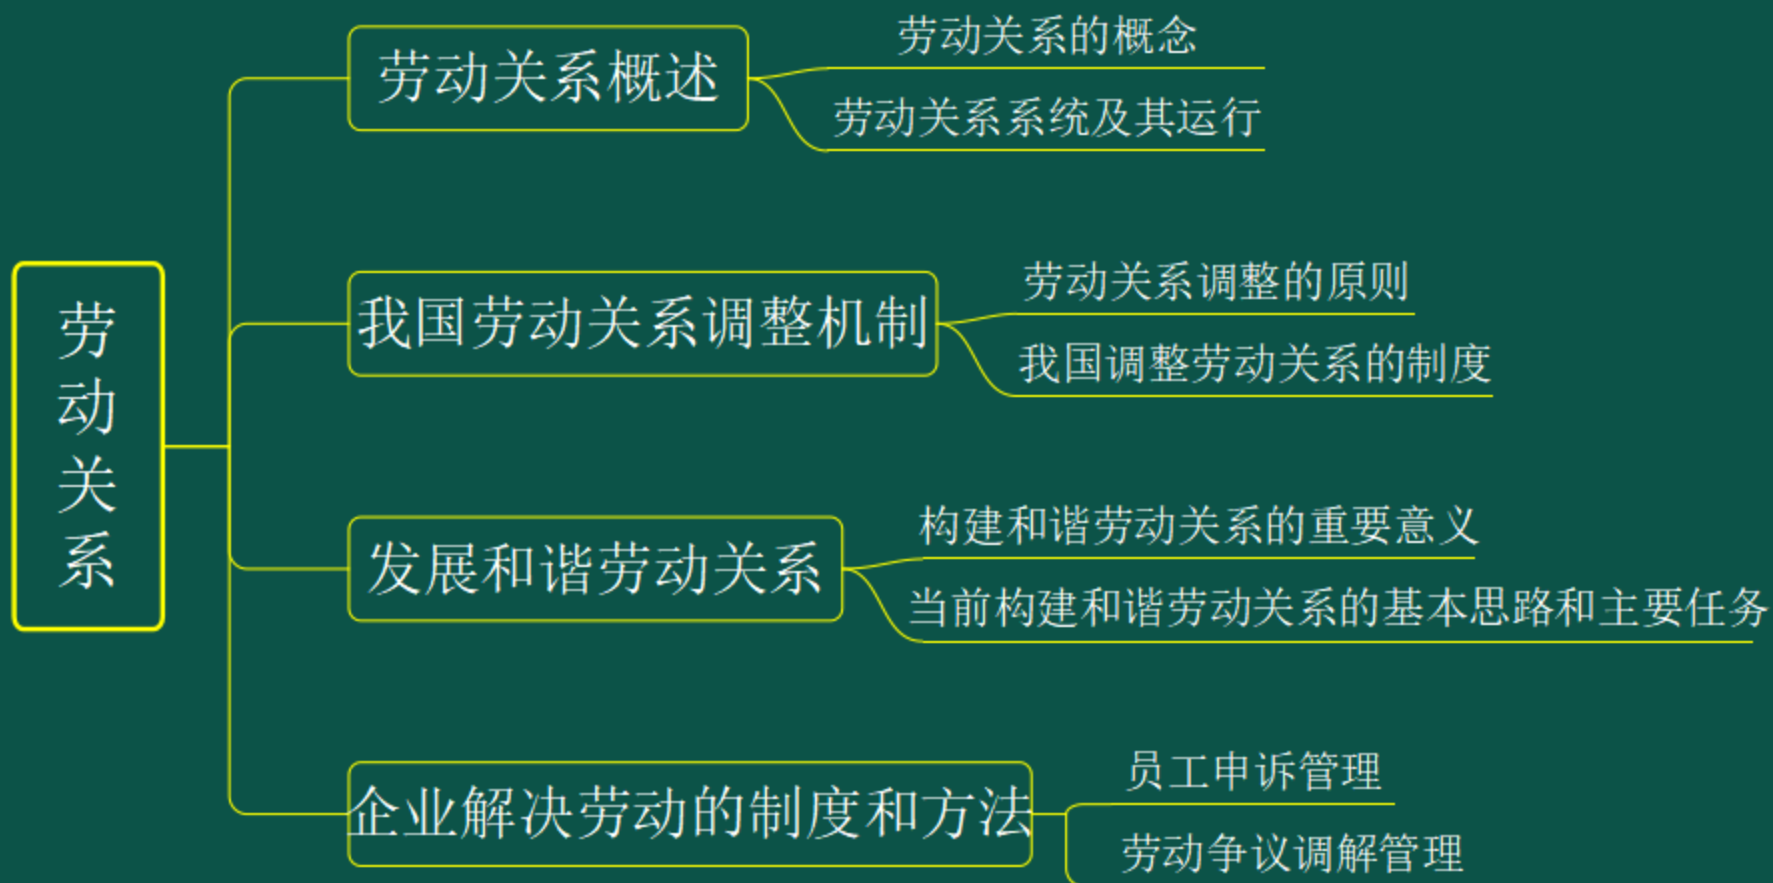 劳动关系
劳动关系概述
劳动关系的概念
劳动关系系统及其运行
我国劳动关系调整机制
劳动关系调整的原则
我国调整劳动关系的制度
发展和谐劳动关系
构建和谐劳动关系的重要意义
当前构建和谐劳动关系的基本思路和主要任务
企业解决劳动的制度和方法
员工申诉管理
劳动争议调解管理